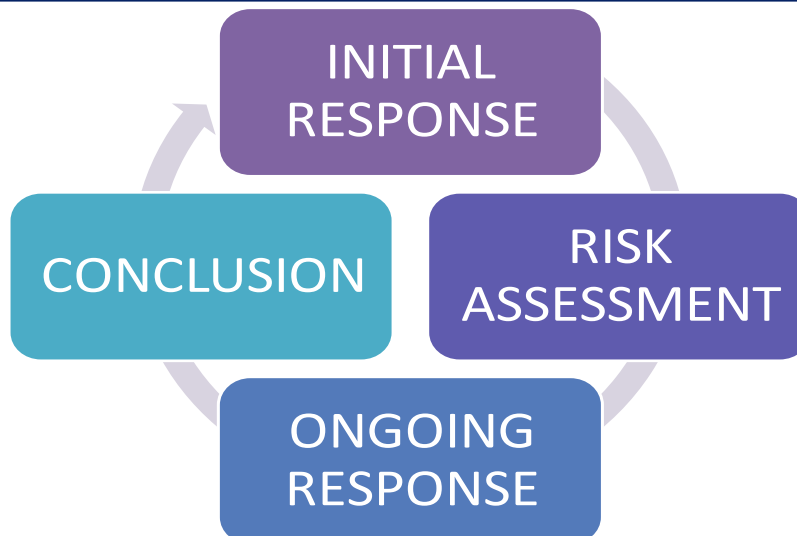 INITIAL
RESPONSE
RISK
ASSESSMENT
ONGOING
RESPONSE
CONCLUSION